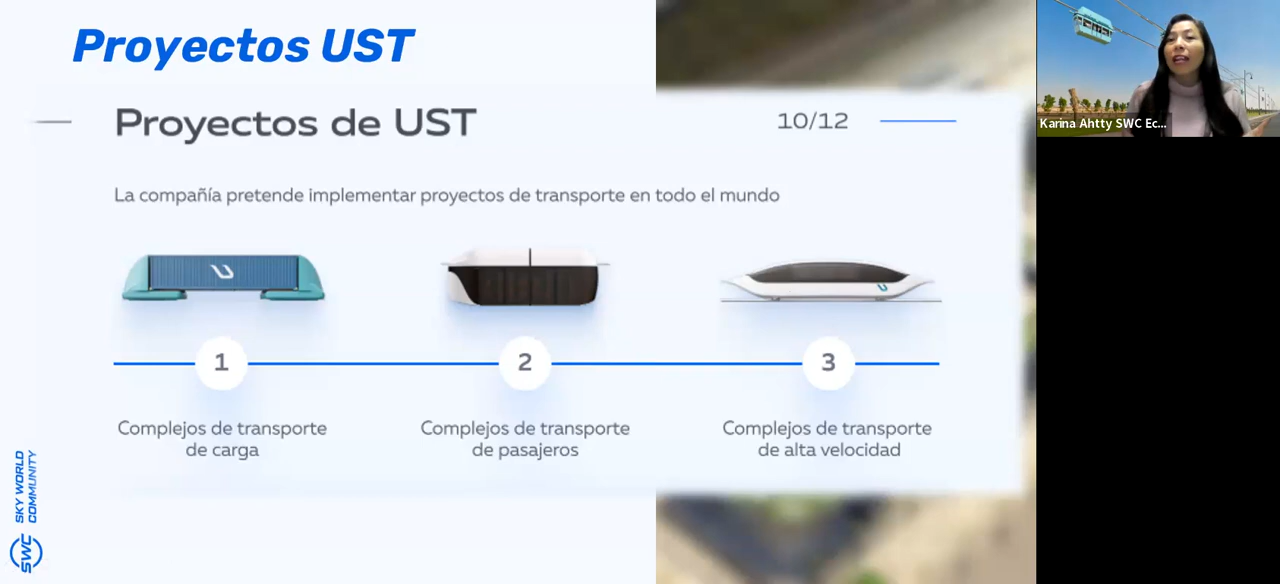 Proyectos UST
Proyectos de UST
10/12
La compañía pretende implementar proyectos de transporte en todo el mundo
1
2
3
Complejos de transporte
de carga
Complejos de transporte
de pasajeros
Complejos de transporte
de alta velocidad
SKY WORLD
COMMUNITY
SWC
Karina Ahtty SWC Ec...